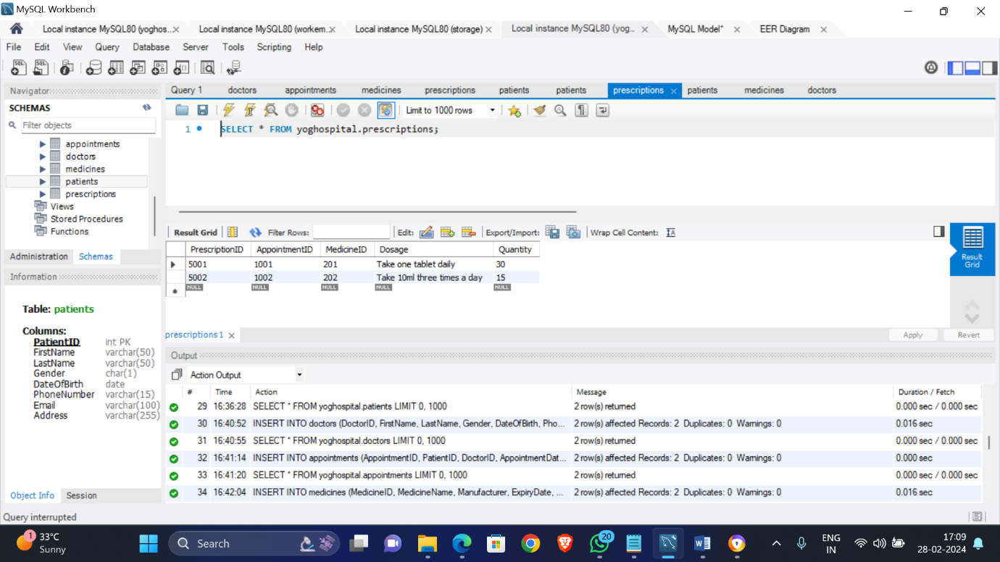 MySQL Workbench
Local instance MySQL80 (yoghos...
Local instance MySQL80 (workem...
Local instance MySQL80 (storage)
Local instance MySQL80 (yog...
MySQL Model*
EER Diagram
File Edit View Query Database Server Tools Scripting Help
Navigator
SCHEMAS
Filter objects
appointments
doctors
medicines
patients
prescriptions
Views
Stored Procedures
Functions
Administration Schemas
Information
Table: patients
Columns:
PatientID int PK
FirstName varchar(50)
LastName varchar(50)
Gender char(1)
DateOfBirth date
PhoneNumber varchar(15)
Email varchar(100)
Address varchar(255)
Object Info Session
Query 1 doctors appointments medicines prescriptions patients patients prescriptions patients medicines doctors
Limit to 1000 rows
1 SELECT * FROM yoghospital.prescriptions;
Result Grid Filter Rows: Edit: Export/Import: Wrap Cell Content:
PrescriptionID AppointmentID MedicineID Dosage Quantity
5001 1001 201 Take one tablet daily 30
5002 1002 202 Take 10ml three times a day 15
NULL NULL NULL NULL NULL
Result
Grid
prescriptions 1
Apply Revert
Output
Action Output
# Time Action Message Duration / Fetch
29 16:36:28 SELECT * FROM yoghospital.patients LIMIT 0, 1000 2 row(s) returned 0.000 sec / 0.000 sec
30 16:40:52 INSERT INTO doctors (DoctorID, FirstName, LastName, Gender, DateOfBirth, Pho... 2 row(s) affected Records: 2 Duplicates: 0 Warnings: 0 0.016 sec
31 16:40:55 SELECT * FROM yoghospital.doctors LIMIT 0, 1000 2 row(s) returned 0.000 sec / 0.000 sec
32 16:41:14 INSERT INTO appointments (AppointmentID, PatientID, DoctorID, AppointmentDat... 2 row(s) affected Records: 2 Duplicates: 0 Warnings: 0 0.000 sec
33 16:41:20 SELECT * FROM yoghospital.appointments LIMIT 0, 1000 2 row(s) returned 0.000 sec / 0.000 sec
34 16:42:04 INSERT INTO medicines (MedicineID, MedicineName, Manufacturer, ExpiryDate, ... 2 row(s) affected Records: 2 Duplicates: 0 Warnings: 0 0.016 sec
Query interrupted
1
33°C
Sunny
Search
20
ENG
IN
17:09
28-02-2024